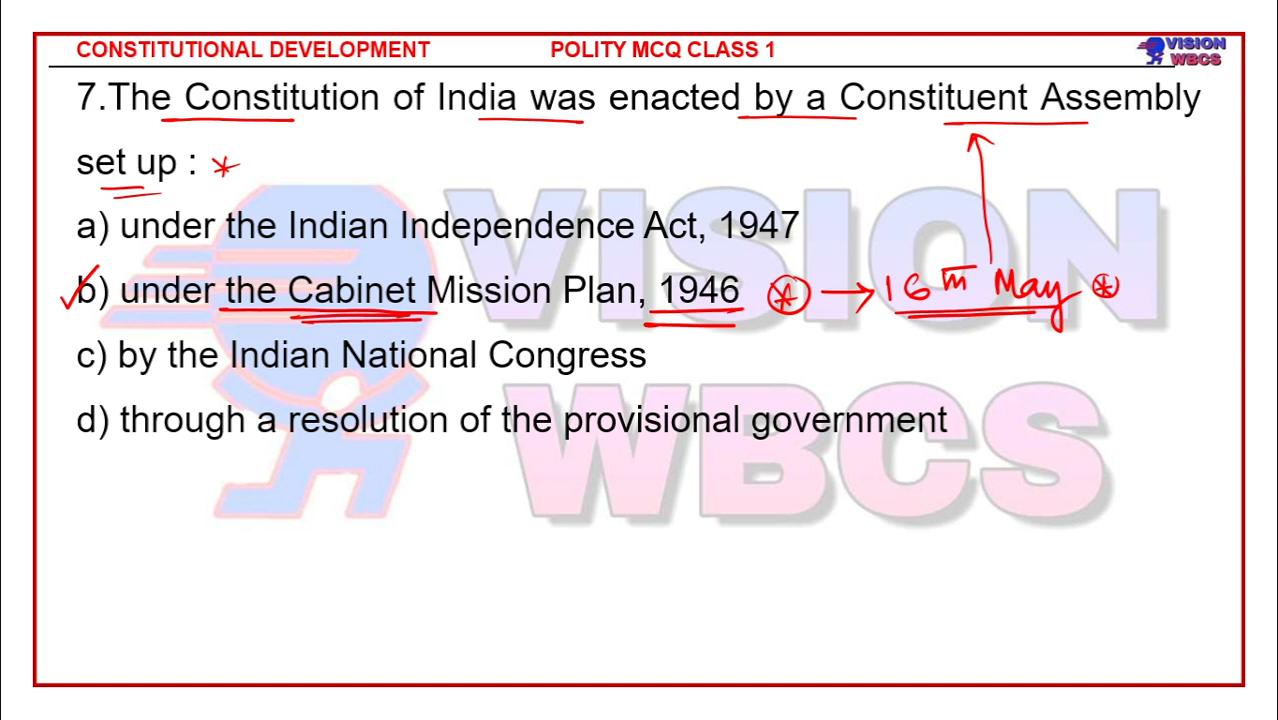 CONSTITUTIONAL DEVELOPMENT POLITY MCQ CLASS 1 VISION WBCS
7.The Constitution of India was enacted by a Constituent Assembly
set up : *
a) under the Indian Independence Act, 1947
b) under the Cabinet Mission Plan, 1946 * → 16th May *
c) by the Indian National Congress
d) through a resolution of the provisional government
VISION
WBCS